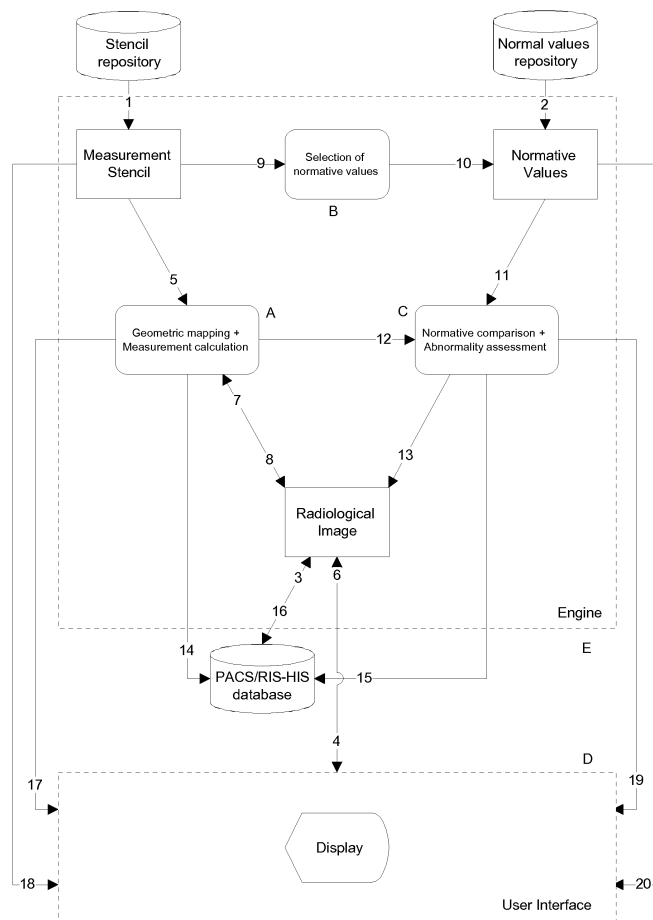 Stencil
repository
Normal values
repository
1
2
Measurement
Stencil
9
Selection of
normative values
10
Normative
Values
B
5
11
A
C
Geometric mapping +
Measurement calculation
12
Normative comparison +
Abnormality assessment
7
8
13
Radiological
Image
3
6
16
Engine
14
E
PACS/RIS-HIS
database
15
4
D
17
19
Display
18
20
User Interface